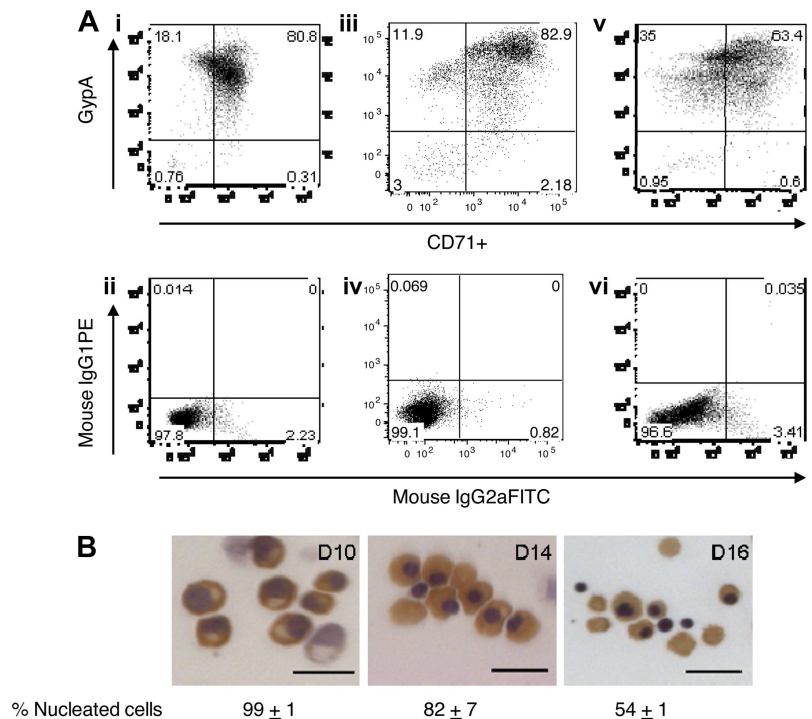 A
i
iii
v
18.1
80.8
11.9
82.9
35
63.4
GypA
10⁵
10⁴
10³
10²
0
0.76
0.31
3
2.18
0.95
0.6
0 10² 10³ 10⁴ 10⁵
CD71+
ii
iv
vi
0.014
0
0.069
0
0
0.035
Mouse IgG1PE
10⁵
10⁴
10³
10²
0
97.8
2.23
99.1
0.82
96.6
3.41
0 10² 10³ 10⁴ 10⁵
Mouse IgG2aFITC
B
D10
D14
D16
% Nucleated cells 99 ± 1 82 ± 7 54 ± 1